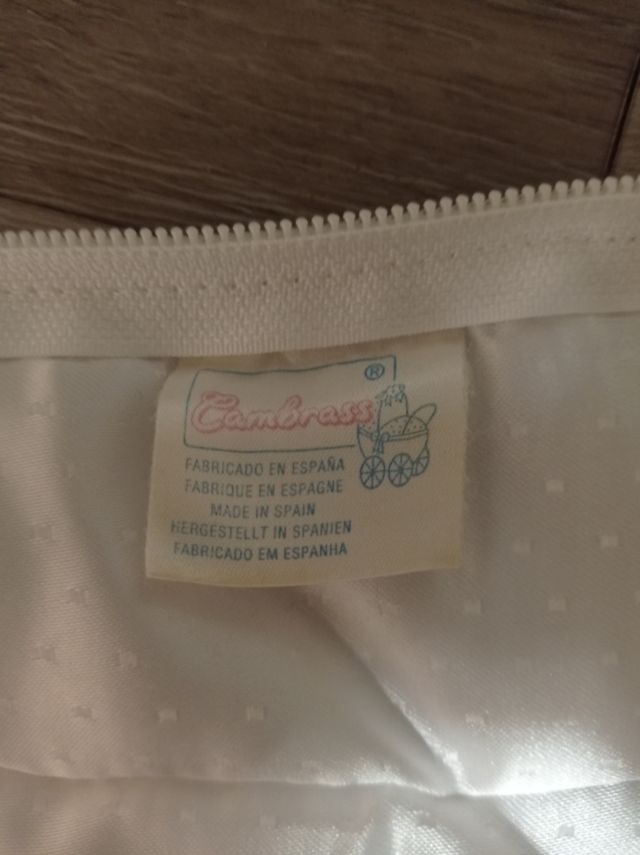 Cambrass ®
FABRICADO EN ESPAÑA
FABRIQUE EN ESPAGNE
MADE IN SPAIN
HERGESTELLT IN SPANIEN
FABRICADO EM ESPANHA